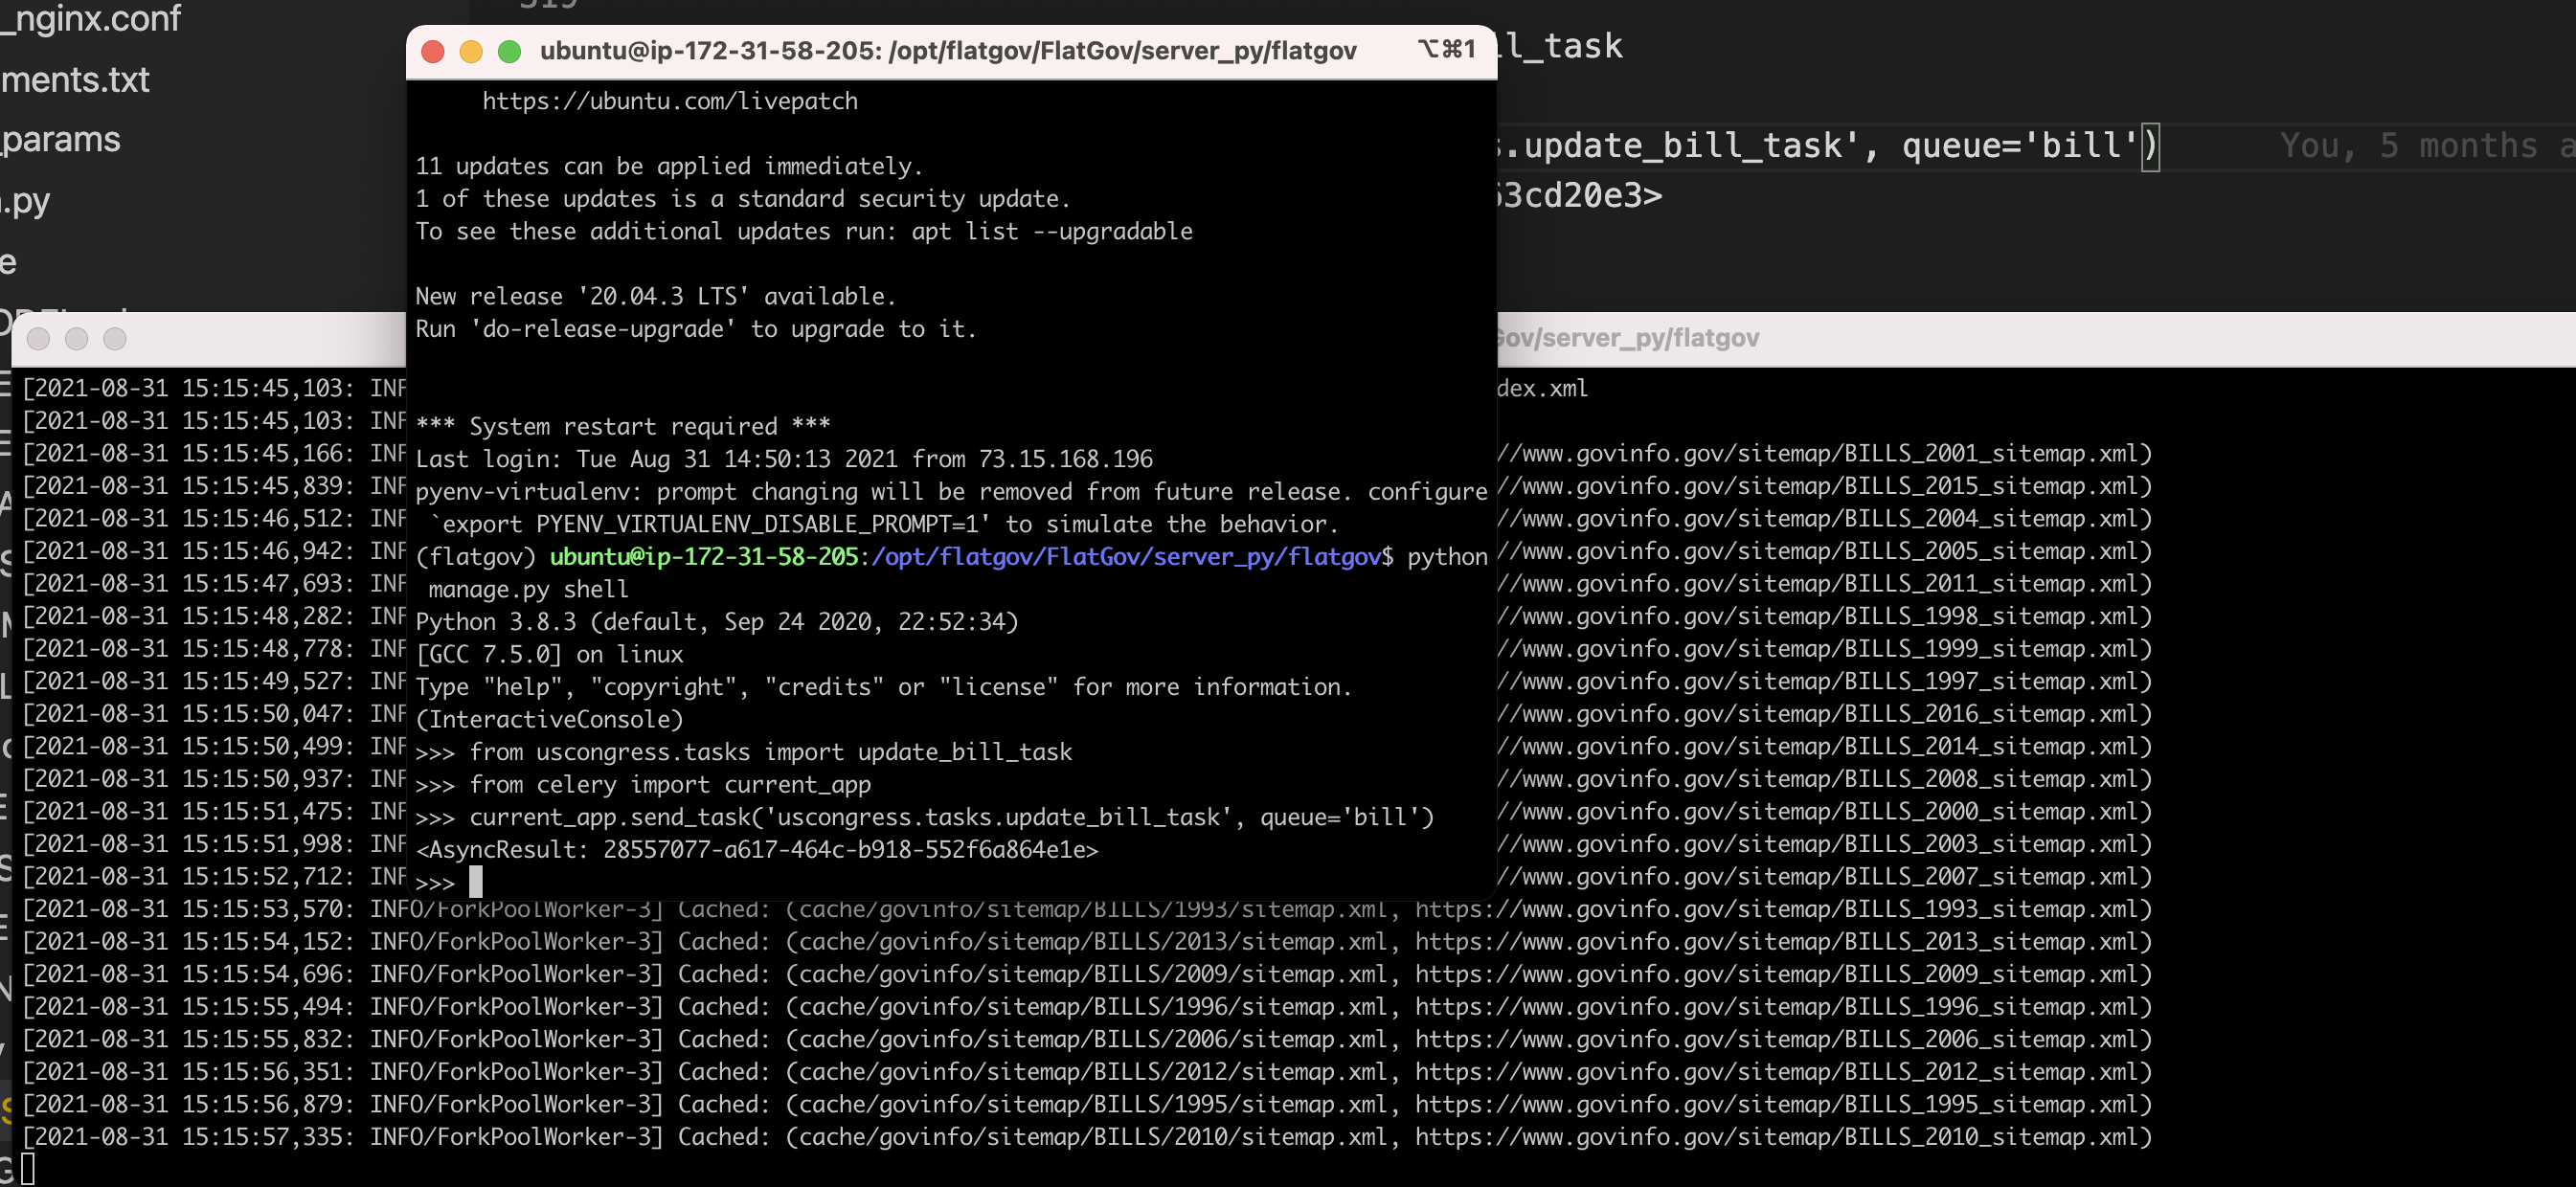 _nginx.conf
ments.txt
_params
.py
e
319
ll_task
s.update_bill_task', queue='bill')
You, 5 months a
63cd20e3>
ubuntu@ip-172-31-58-205: /opt/flatgov/FlatGov/server_py/flatgov
⌥⌘1
https://ubuntu.com/livepatch
11 updates can be applied immediately.
1 of these updates is a standard security update.
To see these additional updates run: apt list --upgradable
New release '20.04.3 LTS' available.
Run 'do-release-upgrade' to upgrade to it.
*** System restart required ***
Last login: Tue Aug 31 14:50:13 2021 from 73.15.168.196
pyenv-virtualenv: prompt changing will be removed from future release. configure
`export PYENV_VIRTUALENV_DISABLE_PROMPT=1' to simulate the behavior.
(flatgov) ubuntu@ip-172-31-58-205:/opt/flatgov/FlatGov/server_py/flatgov$ python
manage.py shell
Python 3.8.3 (default, Sep 24 2020, 22:52:34)
[GCC 7.5.0] on linux
Type "help", "copyright", "credits" or "license" for more information.
(InteractiveConsole)
>>> from uscongress.tasks import update_bill_task
>>> from celery import current_app
>>> current_app.send_task('uscongress.tasks.update_bill_task', queue='bill')
<AsyncResult: 28557077-a617-464c-b918-552f6a864e1e>
>>>
Gov/server_py/flatgov
[2021-08-31 15:15:45,103: INF dex.xml
[2021-08-31 15:15:45,103: INF
[2021-08-31 15:15:45,166: INF //www.govinfo.gov/sitemap/BILLS_2001_sitemap.xml)
[2021-08-31 15:15:45,839: INF //www.govinfo.gov/sitemap/BILLS_2015_sitemap.xml)
[2021-08-31 15:15:46,512: INF //www.govinfo.gov/sitemap/BILLS_2004_sitemap.xml)
[2021-08-31 15:15:46,942: INF //www.govinfo.gov/sitemap/BILLS_2005_sitemap.xml)
[2021-08-31 15:15:47,693: INF //www.govinfo.gov/sitemap/BILLS_2011_sitemap.xml)
[2021-08-31 15:15:48,282: INF //www.govinfo.gov/sitemap/BILLS_1998_sitemap.xml)
[2021-08-31 15:15:48,778: INF //www.govinfo.gov/sitemap/BILLS_1999_sitemap.xml)
[2021-08-31 15:15:49,527: INF //www.govinfo.gov/sitemap/BILLS_1997_sitemap.xml)
[2021-08-31 15:15:50,047: INF //www.govinfo.gov/sitemap/BILLS_2016_sitemap.xml)
[2021-08-31 15:15:50,499: INF //www.govinfo.gov/sitemap/BILLS_2014_sitemap.xml)
[2021-08-31 15:15:50,937: INF //www.govinfo.gov/sitemap/BILLS_2008_sitemap.xml)
[2021-08-31 15:15:51,475: INF //www.govinfo.gov/sitemap/BILLS_2000_sitemap.xml)
[2021-08-31 15:15:51,998: INF //www.govinfo.gov/sitemap/BILLS_2003_sitemap.xml)
[2021-08-31 15:15:52,712: INF //www.govinfo.gov/sitemap/BILLS_2007_sitemap.xml)
[2021-08-31 15:15:53,570: INFO/ForkPoolWorker-3] Cached: (cache/govinfo/sitemap/BILLS/1993/sitemap.xml, https://www.govinfo.gov/sitemap/BILLS_1993_sitemap.xml)
[2021-08-31 15:15:54,152: INFO/ForkPoolWorker-3] Cached: (cache/govinfo/sitemap/BILLS/2013/sitemap.xml, https://www.govinfo.gov/sitemap/BILLS_2013_sitemap.xml)
[2021-08-31 15:15:54,696: INFO/ForkPoolWorker-3] Cached: (cache/govinfo/sitemap/BILLS/2009/sitemap.xml, https://www.govinfo.gov/sitemap/BILLS_2009_sitemap.xml)
[2021-08-31 15:15:55,494: INFO/ForkPoolWorker-3] Cached: (cache/govinfo/sitemap/BILLS/1996/sitemap.xml, https://www.govinfo.gov/sitemap/BILLS_1996_sitemap.xml)
[2021-08-31 15:15:55,832: INFO/ForkPoolWorker-3] Cached: (cache/govinfo/sitemap/BILLS/2006/sitemap.xml, https://www.govinfo.gov/sitemap/BILLS_2006_sitemap.xml)
[2021-08-31 15:15:56,351: INFO/ForkPoolWorker-3] Cached: (cache/govinfo/sitemap/BILLS/2012/sitemap.xml, https://www.govinfo.gov/sitemap/BILLS_2012_sitemap.xml)
[2021-08-31 15:15:56,879: INFO/ForkPoolWorker-3] Cached: (cache/govinfo/sitemap/BILLS/1995/sitemap.xml, https://www.govinfo.gov/sitemap/BILLS_1995_sitemap.xml)
[2021-08-31 15:15:57,335: INFO/ForkPoolWorker-3] Cached: (cache/govinfo/sitemap/BILLS/2010/sitemap.xml, https://www.govinfo.gov/sitemap/BILLS_2010_sitemap.xml)